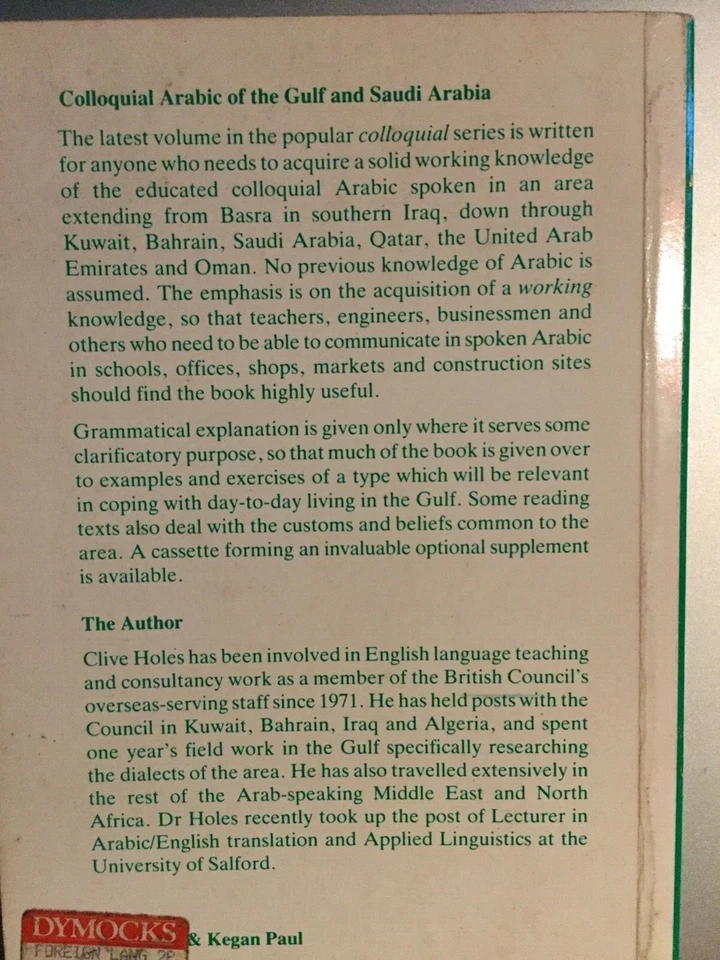 Colloquial Arabic of the Gulf and Saudi Arabia
The latest volume in the popular colloquial series is written
for anyone who needs to acquire a solid working knowledge
of the educated colloquial Arabic spoken in an area
extending from Basra in southern Iraq, down through
Kuwait, Bahrain, Saudi Arabia, Qatar, the United Arab
Emirates and Oman. No previous knowledge of Arabic is
assumed. The emphasis is on the acquisition of a working
knowledge, so that teachers, engineers, businessmen and
others who need to be able to communicate in spoken Arabic
in schools, offices, shops, markets and construction sites
should find the book highly useful.
Grammatical explanation is given only where it serves some
clarificatory purpose, so that much of the book is given over
to examples and exercises of a type which will be relevant
in coping with day-to-day living in the Gulf. Some reading
texts also deal with the customs and beliefs common to the
area. A cassette forming an invaluable optional supplement
is available.
The Author
Clive Holes has been involved in English language teaching
and consultancy work as a member of the British Council's
overseas-serving staff since 1971. He has held posts with the
Council in Kuwait, Bahrain, Iraq and Algeria, and spent
one year's field work in the Gulf specifically researching
the dialects of the area. He has also travelled extensively in
the rest of the Arab-speaking Middle East and North
Africa. Dr Holes recently took up the post of Lecturer in
Arabic/English translation and Applied Linguistics at the
University of Salford.
DYMOCKS
& Kegan Paul
FOREIGN LANG